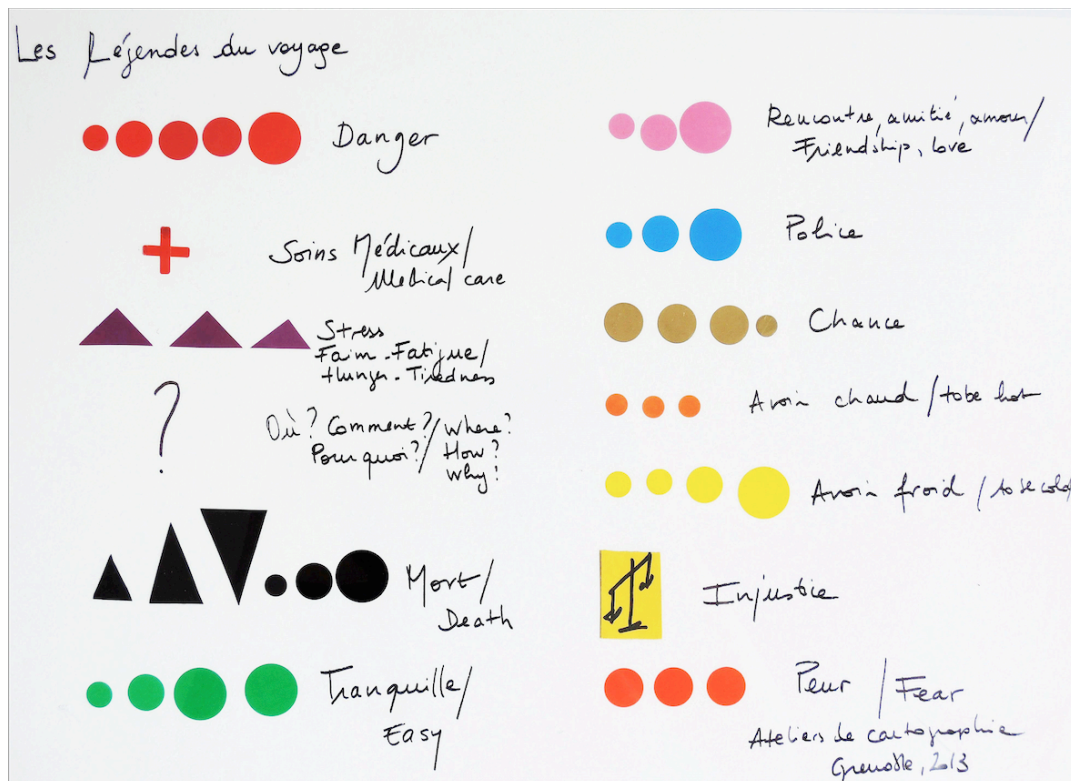 Les Légendes du voyage
Danger
Soins Médicaux/
Medical care
Stress
Faim - Fatigue/
Hunger - Tiredness
?
Où? Comment?/ Where?
Pourquoi?/ How?
Why?
Mort/
Death
Tranquille/
Easy
Rencontre, amitié, amour/
Friendship, love
Police
Chance
Avoir chaud / to be hot
Avoir froid / to be cold/
Injustice
Peur / Fear
Ateliers de cartographie
Grenoble, 2013